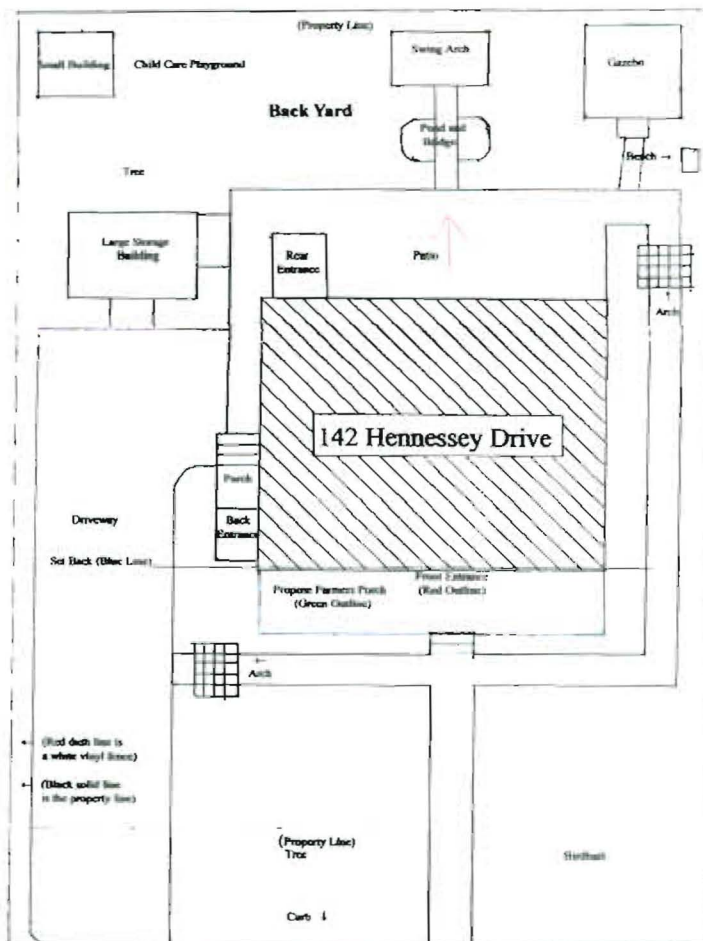 (Property Line)
Small Building
Child Care Playground
Swing Arch
Gazebo
Back Yard
Pond and
Bridge
Bench →
Tree
Large Storage
Building
Rear
Entrance
Patio
↑
Arch
142 Hennessey Drive
Porch
Driveway
Back
Entrance
Set Back (Blue Line)
Propose Farmers Porch
(Green Outline)
Front Entrance
(Red Outline)
←
Arch
← (Red dash line is
a white vinyl fence)
← (Black solid line
is the property line)
(Property Line)
Tree
Birdbath
Curb ↓